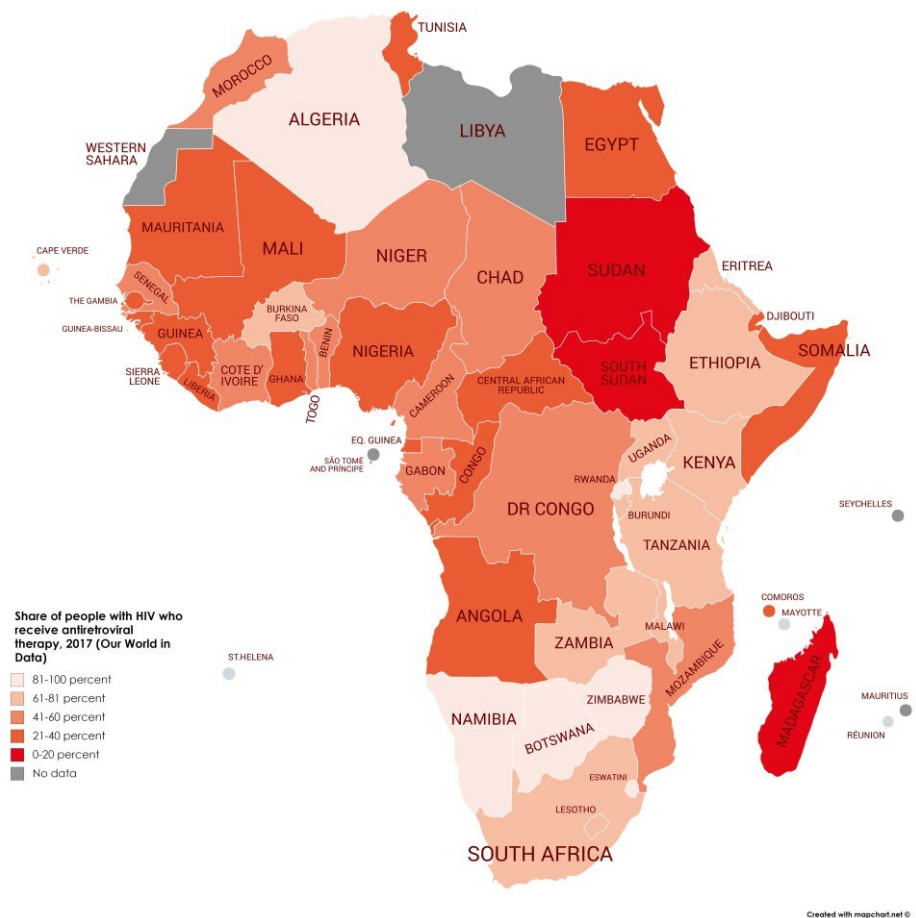 TUNISIA
MOROCCO
ALGERIA
LIBYA
EGYPT
WESTERN
SAHARA
MAURITANIA
MALI
NIGER
CHAD
SUDAN
ERITREA
CAPE VERDE
SENEGAL
THE GAMBIA
BURKINA
FASO
DJIBOUTI
GUINEA-BISSAU
GUINEA
BENIN
NIGERIA
SOMALIA
ETHIOPIA
SIERRA
LEONE
LIBERIA
COTE D'
IVOIRE
GHANA
TOGO
CAMEROON
CENTRAL AFRICAN
REPUBLIC
SOUTH
SUDAN
EQ. GUINEA
SÃO TOMÉ
AND PRÍNCIPE
GABON
CONGO
UGANDA
KENYA
RWANDA
DR CONGO
BURUNDI
TANZANIA
SEYCHELLES
COMOROS
MAYOTTE
ANGOLA
ZAMBIA
MALAWI
MOZAMBIQUE
MADAGASCAR
ST.HELENA
ZIMBABWE
NAMIBIA
BOTSWANA
MAURITIUS
RÉUNION
ESWATINI
LESOTHO
SOUTH AFRICA
Share of people with HIV who
receive antiretroviral
therapy, 2017 (Our World in
Data)
81-100 percent
61-81 percent
41-60 percent
21-40 percent
0-20 percent
No data
Created with mapchart.net ©